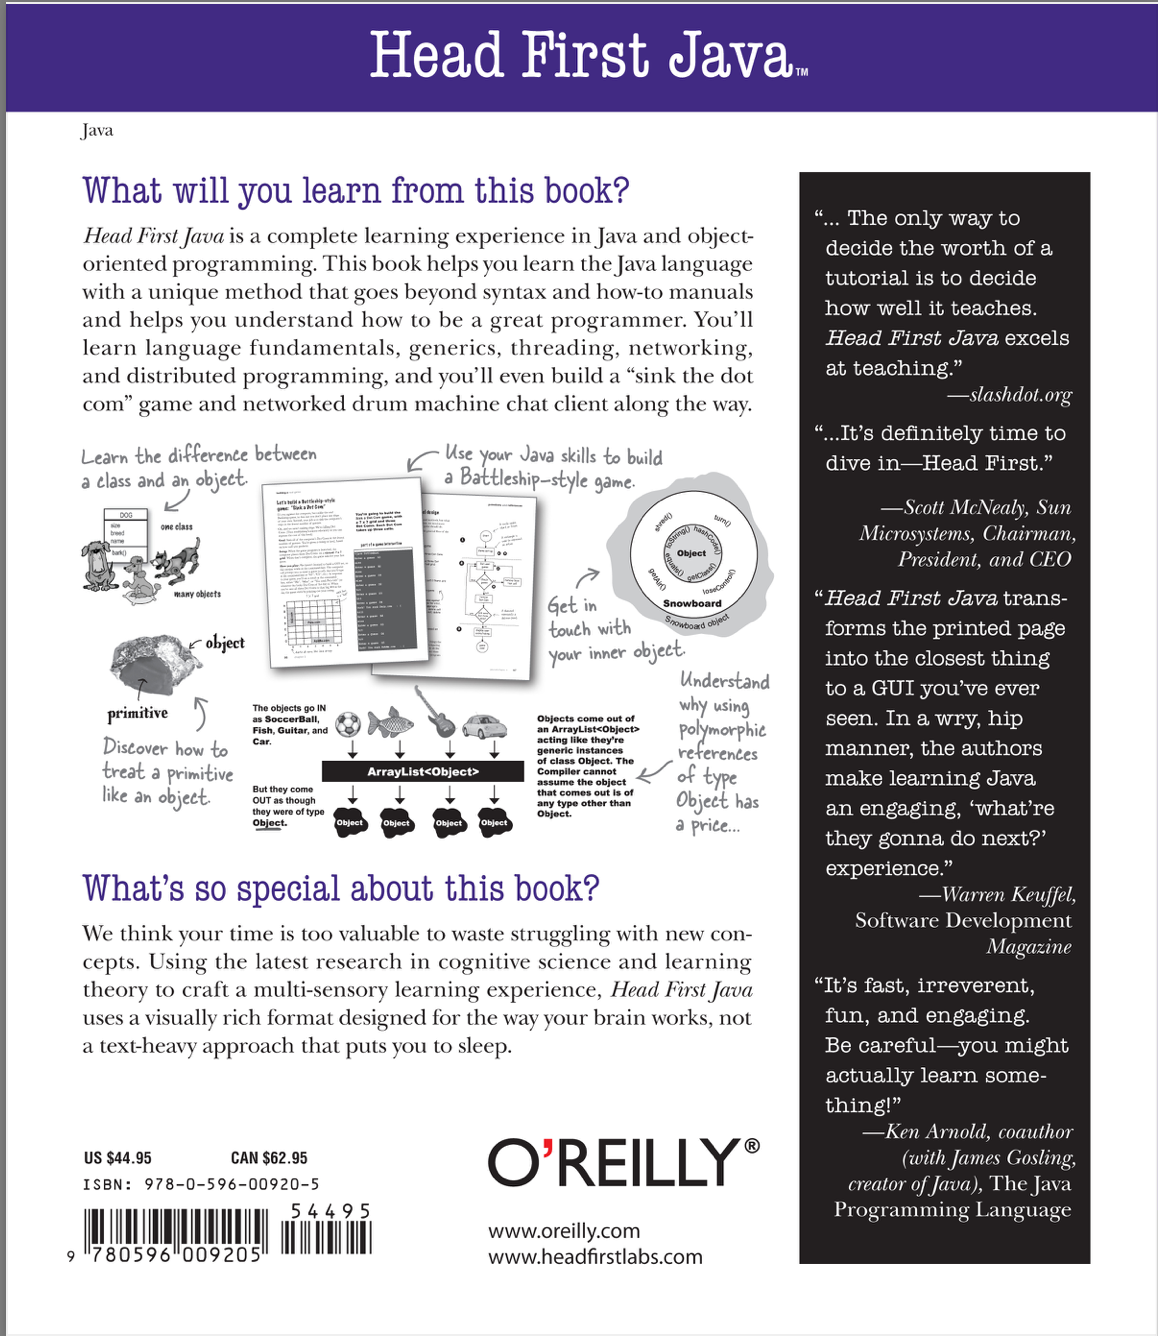 Head First Java™
Java
What will you learn from this book?
Head First Java is a complete learning experience in Java and object-
oriented programming. This book helps you learn the Java language
with a unique method that goes beyond syntax and how-to manuals
and helps you understand how to be a great programmer. You'll
learn language fundamentals, generics, threading, networking,
and distributed programming, and you'll even build a “sink the dot
com” game and networked drum machine chat client along the way.
Learn the difference between
a class and an object.
DOG
size
breed
name
bark()
one class
many objects
Use your Java skills to build
a Battleship-style game.
Let's build a Battleship-style
game: “Sink a Dot Com”
Get in
touch with
your inner object.
Object
toString()
hashCode()
equals()
getClass()
shred()
turn()
getAir()
loseControl()
Snowboard
Snowboard object
object
primitive
Discover how to
treat a primitive
like an object.
The objects go IN
as SoccerBall,
Fish, Guitar, and
Car.
ArrayList<Object>
But they come
OUT as though
they were of type
Object.
Object
Object
Object
Object
Objects come out of
an ArrayList<Object>
acting like they're
generic instances
of class Object. The
Compiler cannot
assume the object
that comes out is of
any type other than
Object.
Understand
why using
polymorphic
references
of type
Object has
a price...
What's so special about this book?
We think your time is too valuable to waste struggling with new con-
cepts. Using the latest research in cognitive science and learning
theory to craft a multi-sensory learning experience, Head First Java
uses a visually rich format designed for the way your brain works, not
a text-heavy approach that puts you to sleep.
US $44.95 CAN $62.95
ISBN: 978-0-596-00920-5
5 4 4 9 5
9 780596 009205
O'REILLY®
www.oreilly.com
www.headfirstlabs.com
“... The only way to
decide the worth of a
tutorial is to decide
how well it teaches.
Head First Java excels
at teaching.”
—slashdot.org
“...It's definitely time to
dive in—Head First.”
—Scott McNealy, Sun
Microsystems, Chairman,
President, and CEO
“Head First Java trans-
forms the printed page
into the closest thing
to a GUI you've ever
seen. In a wry, hip
manner, the authors
make learning Java
an engaging, ‘what're
they gonna do next?’
experience.”
—Warren Keuffel,
Software Development
Magazine
“It's fast, irreverent,
fun, and engaging.
Be careful—you might
actually learn some-
thing!”
—Ken Arnold, coauthor
(with James Gosling,
creator of Java), The Java
Programming Language